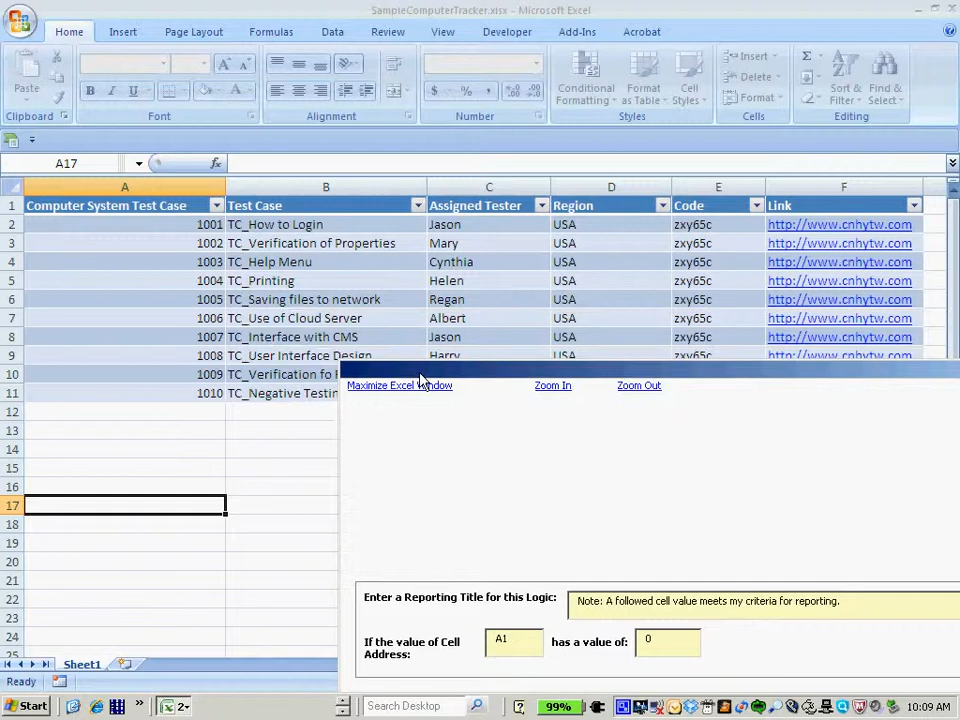 SampleComputerTracker.xlsx - Microsoft Excel
Home Insert Page Layout Formulas Data Review View Developer Add-Ins Acrobat
Paste
B I U
A A
$ % ,
Conditional Formatting
Format as Table
Cell Styles
Insert
Delete
Format
Σ
Sort & Filter
Find & Select
Clipboard Font Alignment Number Styles Cells Editing
A17 fx
A B C D E F
1 Computer System Test Case Test Case Assigned Tester Region Code Link
2 1001 TC_How to Login Jason USA zxy65c http://www.cnhytw.com
3 1002 TC_Verification of Properties Mary USA zxy65c http://www.cnhytw.com
4 1003 TC_Help Menu Cynthia USA zxy65c http://www.cnhytw.com
5 1004 TC_Printing Helen USA zxy65c http://www.cnhytw.com
6 1005 TC_Saving files to network Regan USA zxy65c http://www.cnhytw.com
7 1006 TC_Use of Cloud Server Albert USA zxy65c http://www.cnhytw.com
8 1007 TC_Interface with CMS Jason USA zxy65c http://www.cnhytw.com
9 1008 TC_User Interface Design Harry USA zxy65c http://www.cnhytw.com
10 1009 TC_Verification fo
11 1010 TC_Negative Testin
12
13
14
15
16
17
18
19
20
21
22
23
24
25
Maximize Excel Window Zoom In Zoom Out
Enter a Reporting Title for this Logic: Note: A followed cell value meets my criteria for reporting.
If the value of Cell Address: A1 has a value of: 0
Sheet1
Ready
Start » 2 Search Desktop ? 99% 10:09 AM